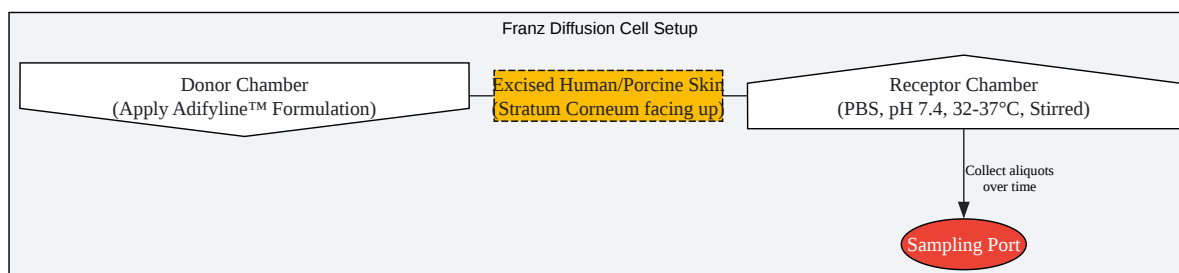 Franz Diffusion Cell Setup
Donor Chamber
(Apply Adifyline™ Formulation)
Excised Human/Porcine Skin
(Stratum Corneum facing up)
Receptor Chamber
(PBS, pH 7.4, 32-37°C, Stirred)
Collect aliquots
over time
Sampling Port